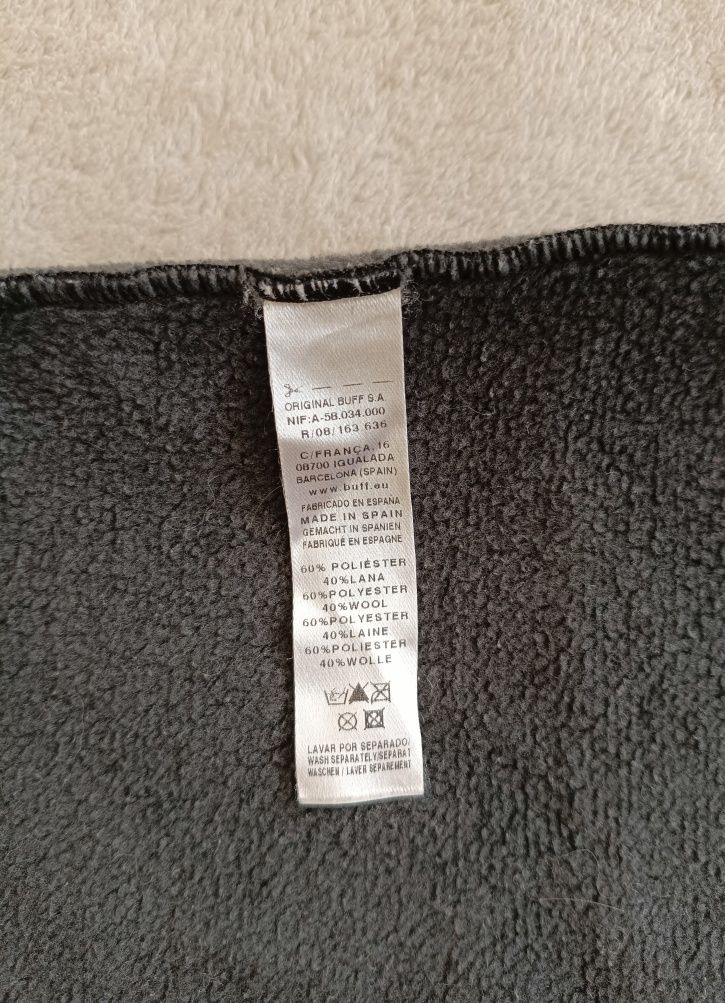 ORIGINAL BUFF S.A.
NIF:A-58.034.000
R/08/163.636
C/FRANÇA, 16
08700 IGUALADA
BARCELONA (SPAIN)
www.buff.eu
FABRICADO EN ESPAÑA
MADE IN SPAIN
GEMACHT IN SPANIEN
FABRIQUÉ EN ESPAGNE
60% POLIÉSTER
40%LANA
60%POLYESTER
40%WOOL
60%POLYESTER
40%LAINE
60%POLIESTER
40%WOLLE
LAVAR POR SEPARADO/
WASH SEPARATELY/SEPARAT
WASCHEN / LAVER SEPAREMENT